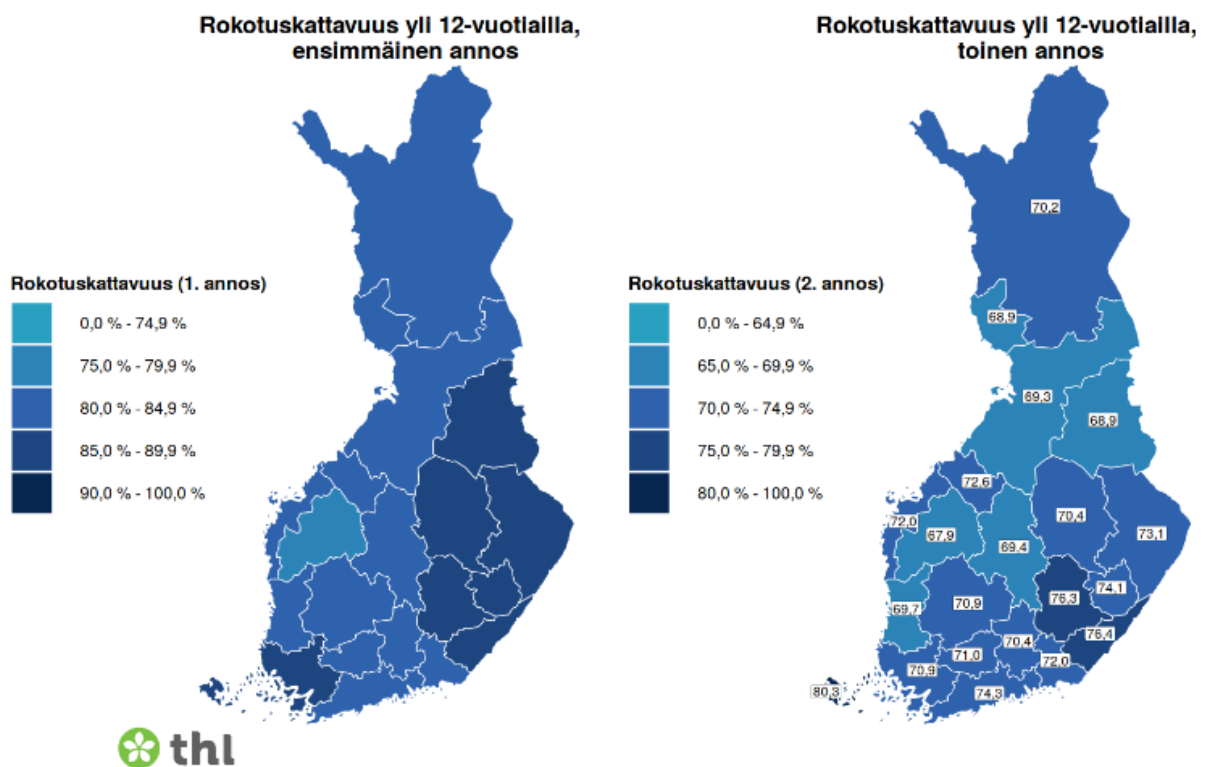 Rokotuskattavuus yli 12-vuotiailla,
ensimmäinen annos
Rokotuskattavuus (1. annos)
0,0 % - 74,9 %
75,0 % - 79,9 %
80,0 % - 84,9 %
85,0 % - 89,9 %
90,0 % - 100,0 %
thl
Rokotuskattavuus yli 12-vuotiailla,
toinen annos
Rokotuskattavuus (2. annos)
0,0 % - 64,9 %
65,0 % - 69,9 %
70,0 % - 74,9 %
75,0 % - 79,9 %
80,0 % - 100,0 %
70,2
68,9
69,3
68,9
72,6
72,0
70,4
67,9
69,4
73,1
74,1
76,3
70,9
69,7
76,4
70,4
71,0
72,0
70,9
80,3
74,3